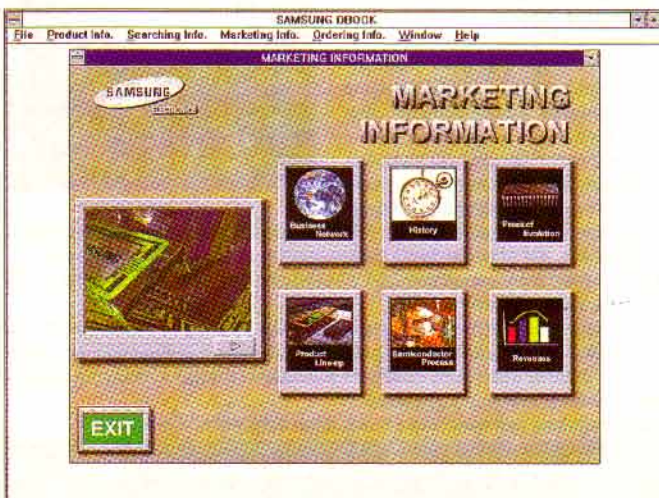 SAMSUNG DBOOK
File Product Info. Searching Info. Marketing Info. Ordering Info. Window Help
MARKETING INFORMATION
SAMSUNG
ELECTRONICS
MARKETING
INFORMATION
Business
Network
History
Product
Evolution
Product
Line-up
Semiconductor
Process
Revenues
EXIT